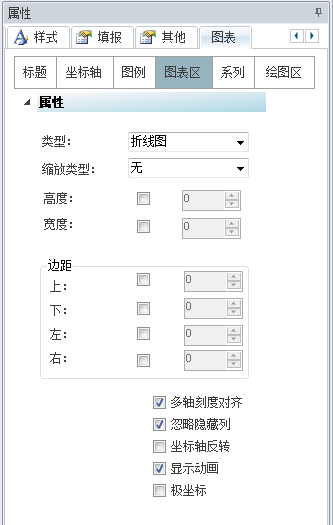 属性
样式 填报 其他 图表
标题 坐标轴 图例 图表区 系列 绘图区
属性
类型： 折线图
缩放类型： 无
高度： 0
宽度： 0
边距
上： 0
下： 0
左： 0
右： 0
多轴刻度对齐
忽略隐藏列
坐标轴反转
显示动画
极坐标